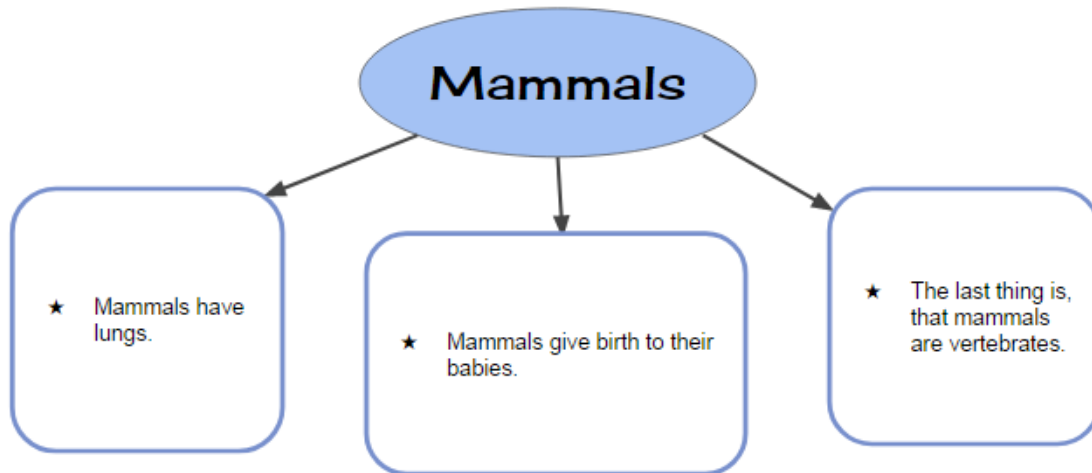 Mammals
★ Mammals have
lungs.
★ Mammals give birth to their
babies.
★ The last thing is,
that mammals
are vertebrates.